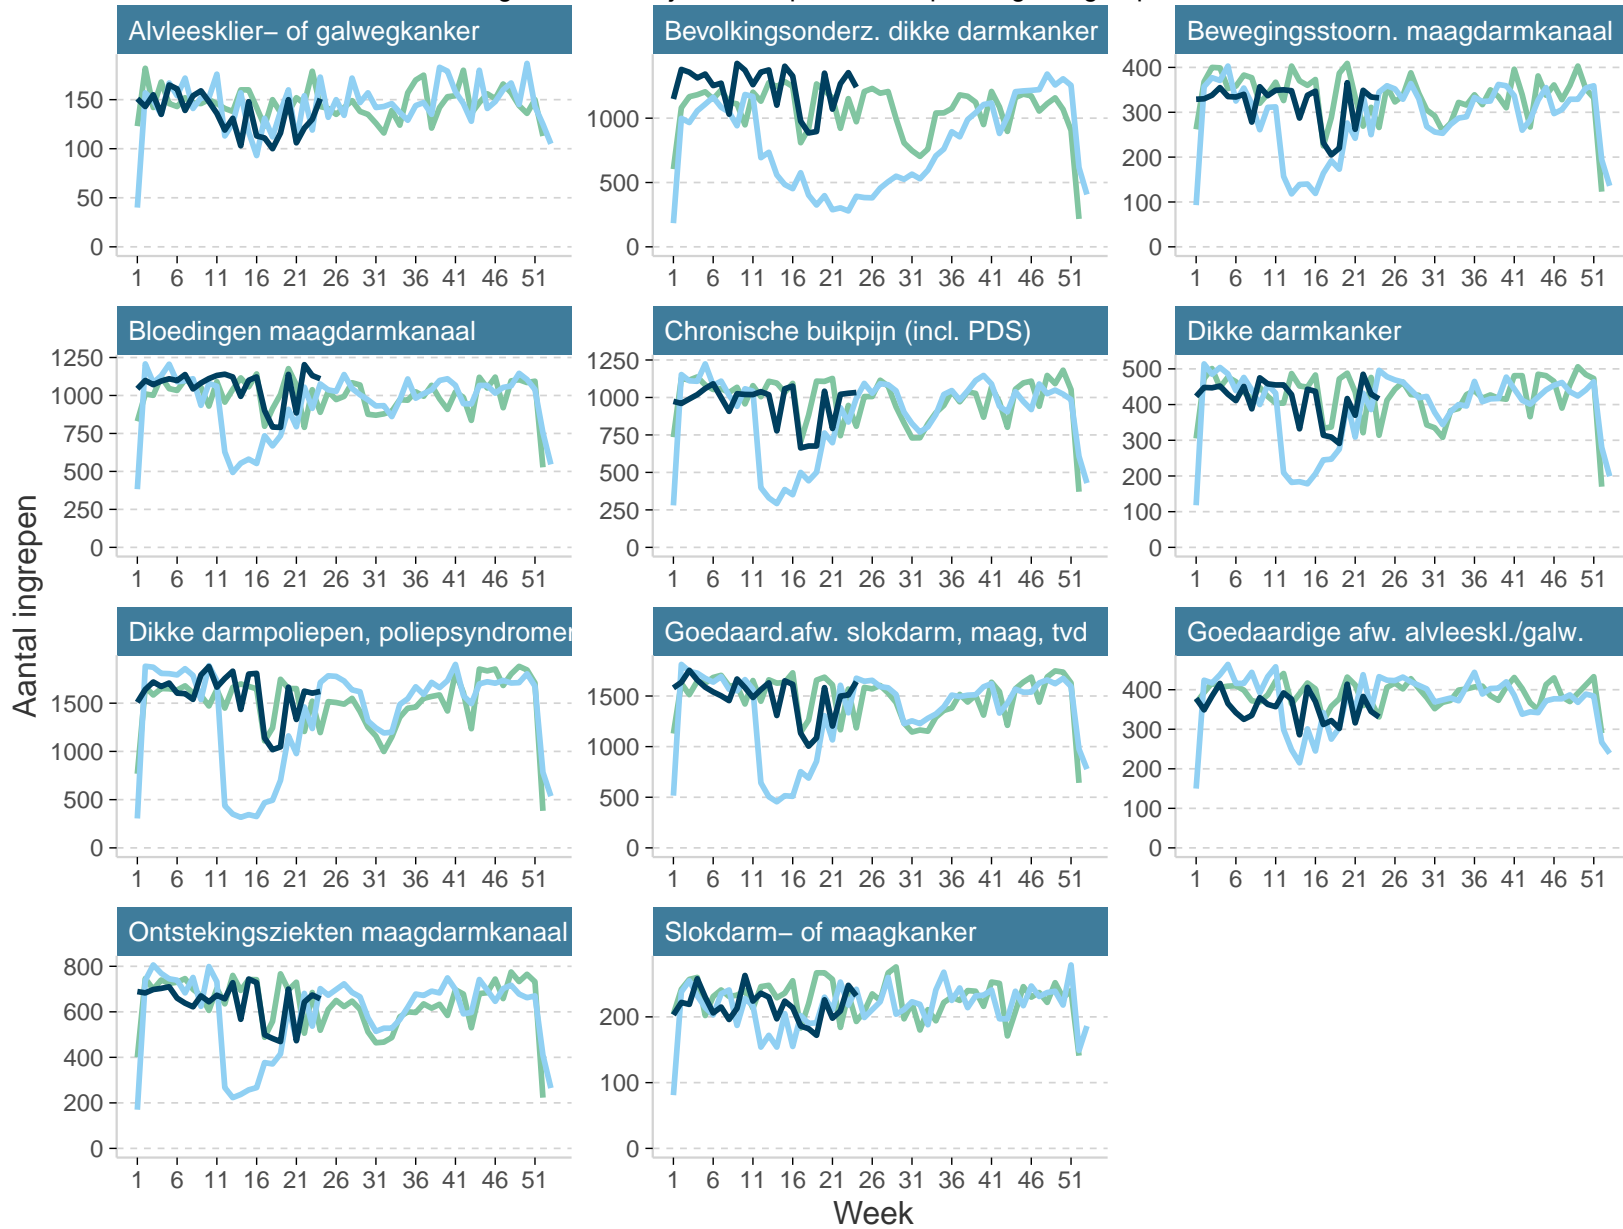 Alvleesklier– of galwegkanker
Bevolkingsonderz. dikke darmkanker
Bewegingsstoorn. maagdarmkanaal
150
100
50
0
1000
500
0
400
300
200
100
0
1 6 11 16 21 26 31 36 41 46 51
1 6 11 16 21 26 31 36 41 46 51
1 6 11 16 21 26 31 36 41 46 51
Bloedingen maagdarmkanaal
Chronische buikpijn (incl. PDS)
Dikke darmkanker
1250
1000
750
500
250
0
1250
1000
750
500
250
0
500
400
300
200
100
0
1 6 11 16 21 26 31 36 41 46 51
1 6 11 16 21 26 31 36 41 46 51
1 6 11 16 21 26 31 36 41 46 51
Aantal ingrepen
Dikke darmpoliepen, poliepsyndromen
Goedaard.afw. slokdarm, maag, tvd
Goedaardige afw. alvleeskl./galw.
1500
1000
500
0
1500
1000
500
0
400
300
200
100
0
1 6 11 16 21 26 31 36 41 46 51
1 6 11 16 21 26 31 36 41 46 51
1 6 11 16 21 26 31 36 41 46 51
Ontstekingsziekten maagdarmkanaal
Slokdarm– of maagkanker
800
600
400
200
0
200
100
0
1 6 11 16 21 26 31 36 41 46 51
1 6 11 16 21 26 31 36 41 46 51
Week